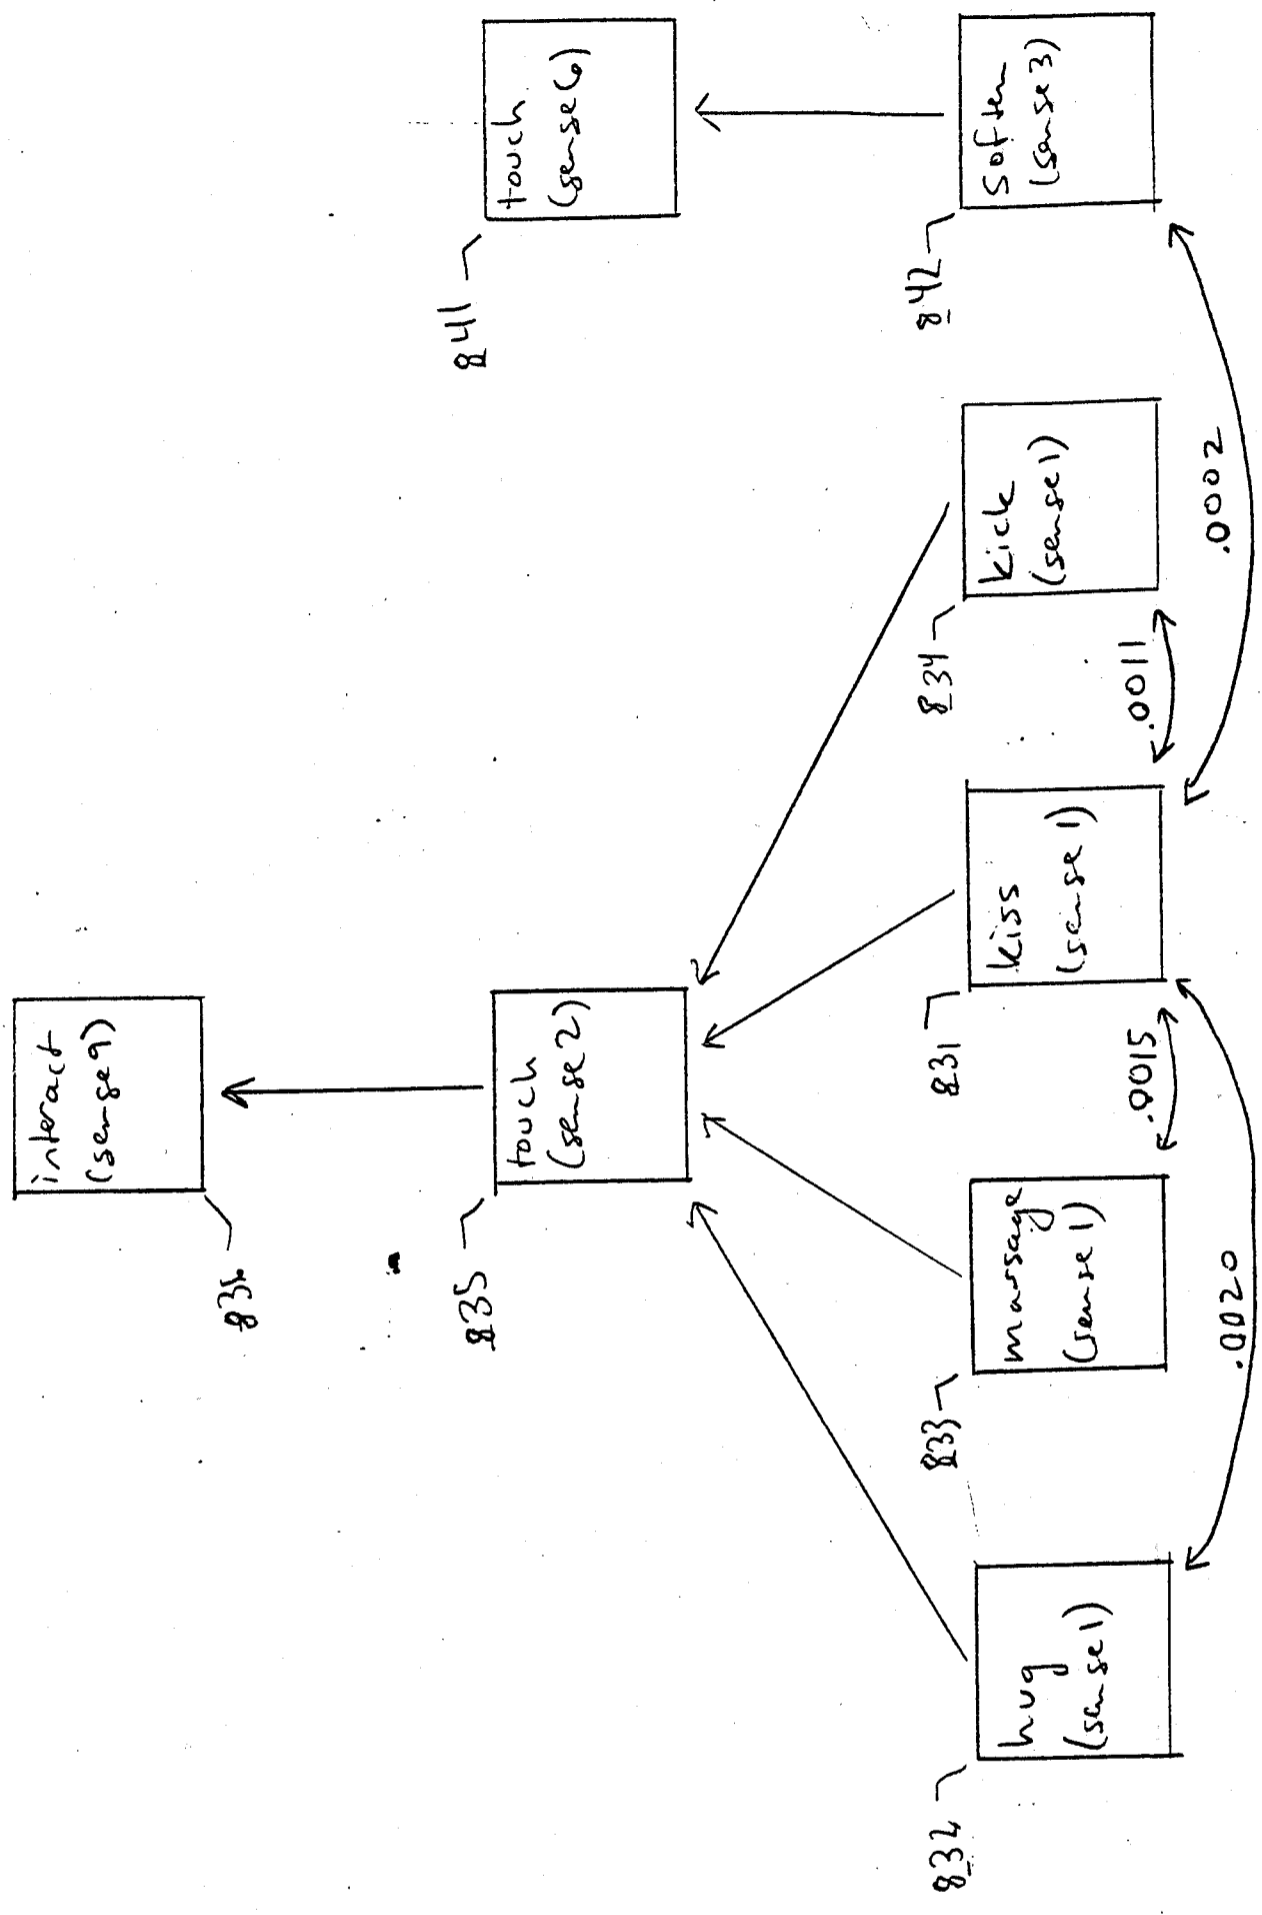 836
interact
(sense 9)
835
touch
(sense 2)
841
touch
(sense 6)
832
hug
(sense 1)
833
massage
(sense 1)
831
kiss
(sense 1)
834
kick
(sense 1)
842
soften
(sense 3)
.0015
.0011
.0020
.0002